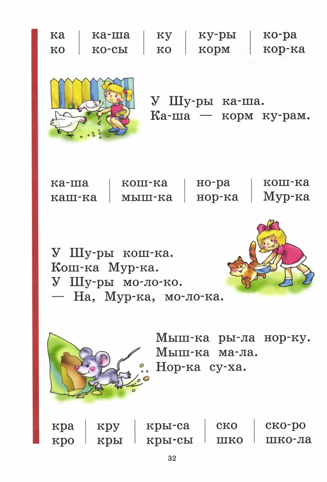 ка | ка-ша | ку | ку-ры | ко-ра
ко | ко-сы | ко | корм | кор-ка
У Шу-ры ка-ша.
Ка-ша — корм ку-рам.
ка-ша | кош-ка | но-ра | кош-ка
каш-ка | мыш-ка | нор-ка | Мур-ка
У Шу-ры кош-ка.
Кош-ка Мур-ка.
У Шу-ры мо-ло-ко.
— На, Мур-ка, мо-ло-ка.
Мыш-ка ры-ла нор-ку.
Мыш-ка ма-ла.
Нор-ка су-ха.
кра | кру | кры-са | ско | ско-ро
кро | кры | кры-сы | шко | шко-ла
32